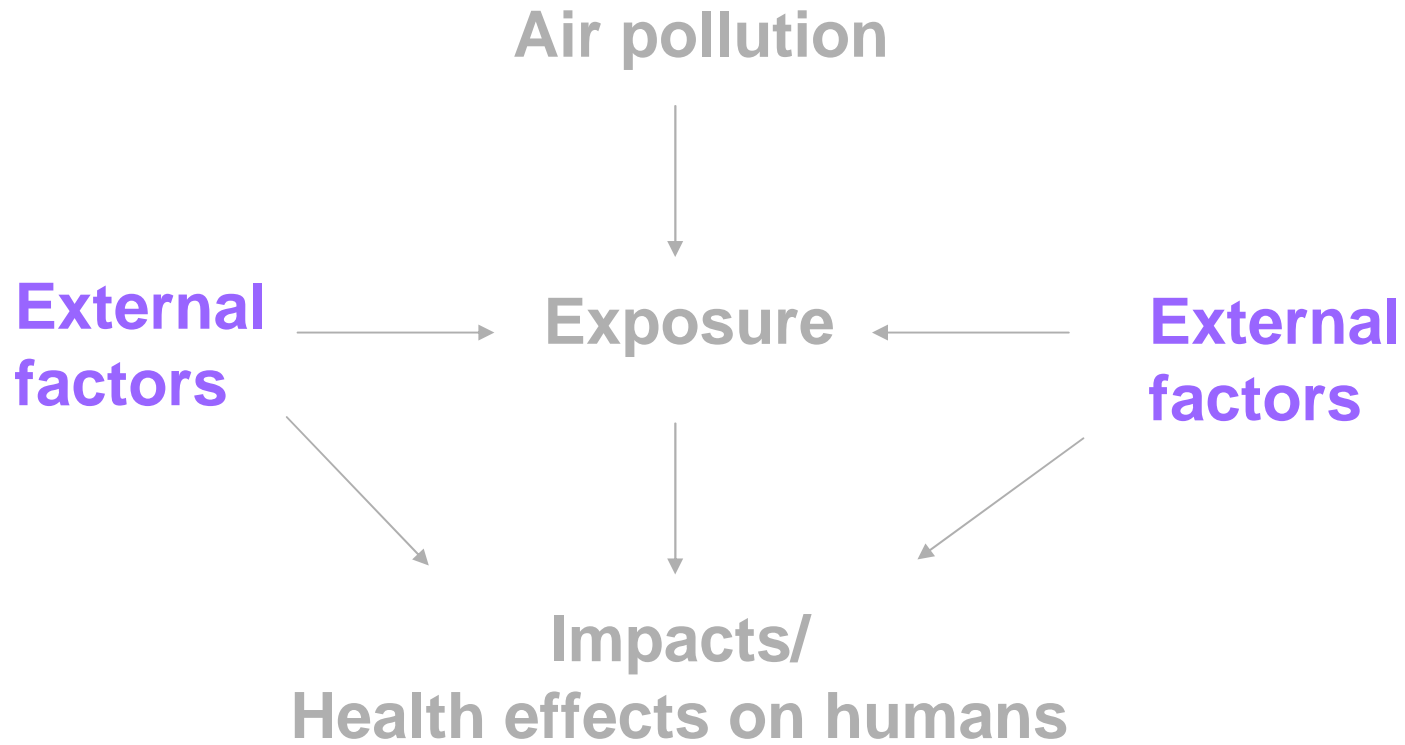 Air pollution
External
factors
Exposure
External
factors
Impacts/
Health effects on humans